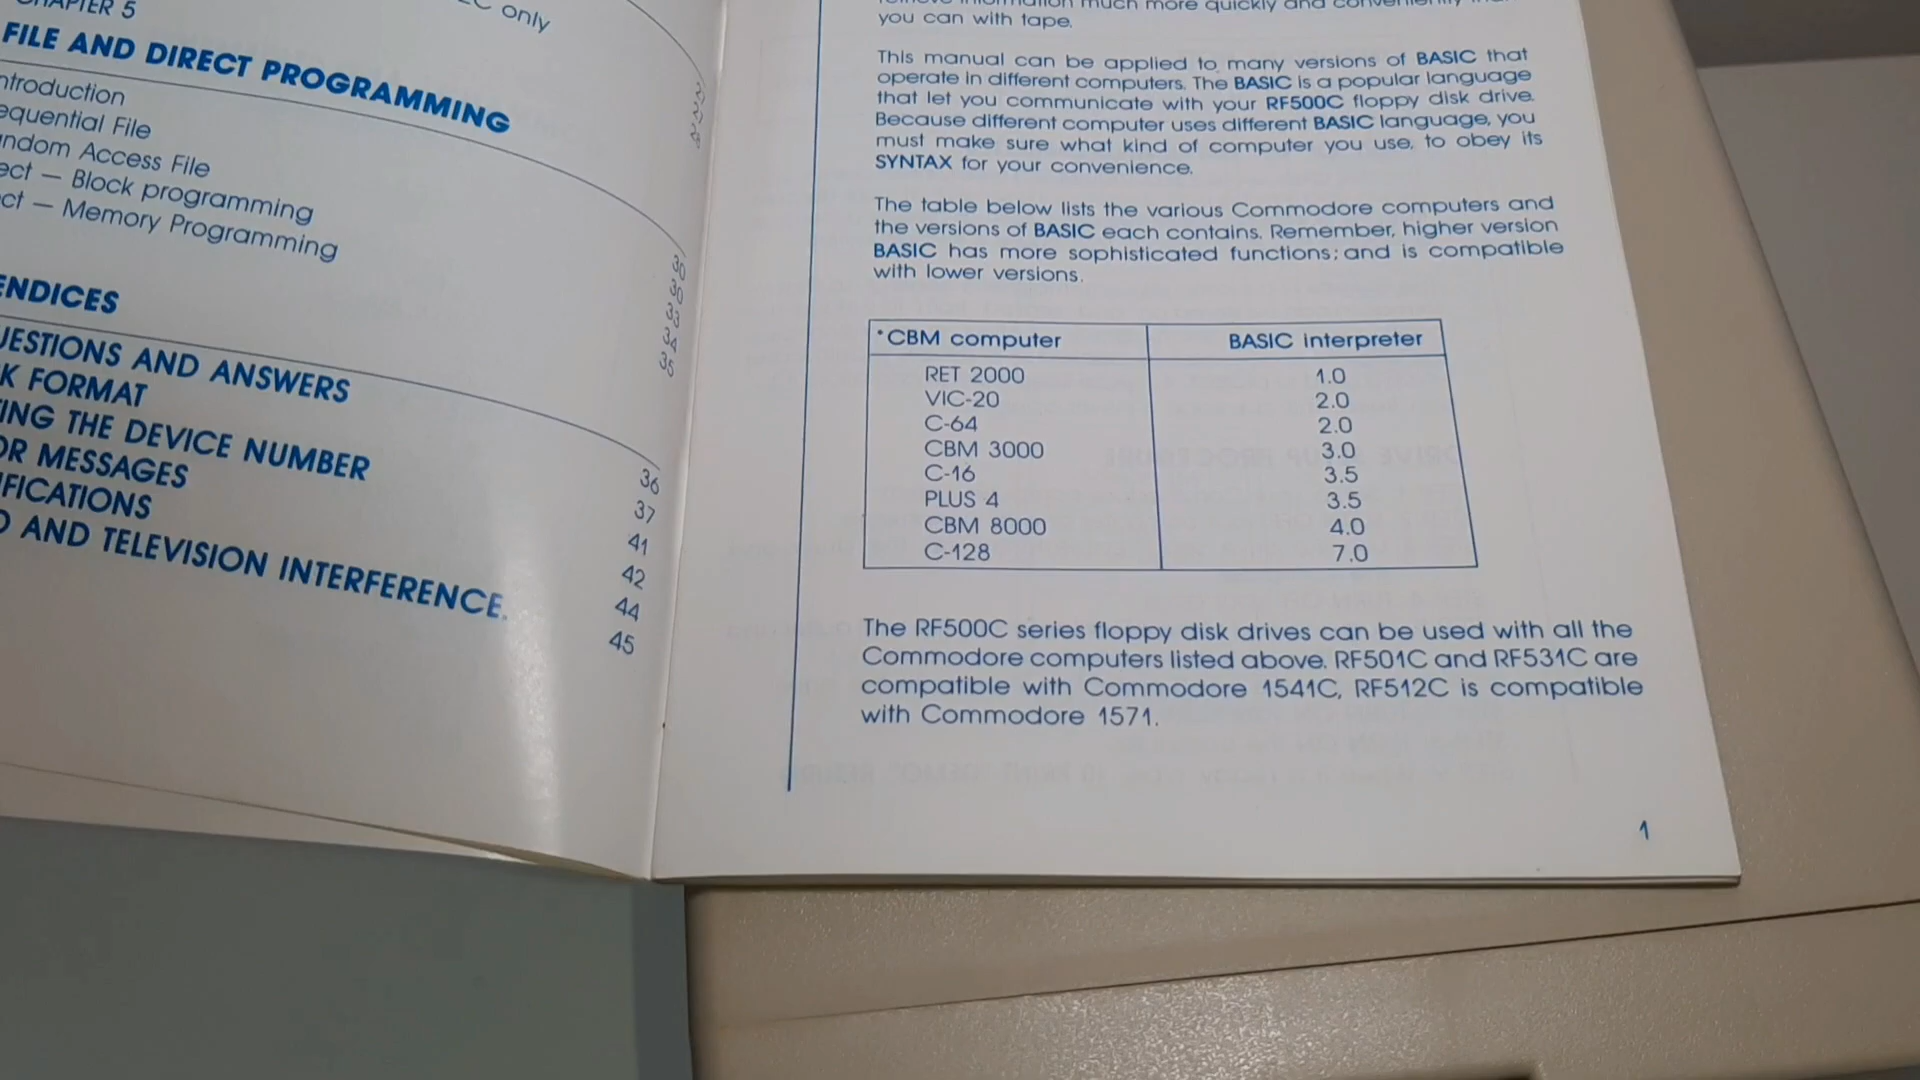 CHAPTER 5
only
FILE AND DIRECT PROGRAMMING
ntroduction
equential File
ndom Access File
ect — Block programming
ct — Memory Programming
30
30
33
34
35
ENDICES
UESTIONS AND ANSWERS
K FORMAT
ING THE DEVICE NUMBER
OR MESSAGES
FICATIONS
O AND TELEVISION INTERFERENCE.
36
37
41
42
44
45
much more quickly and
you can with tape.
This manual can be applied to many versions of BASIC that
operate in different computers. The BASIC is a popular language
that let you communicate with your RF500C floppy disk drive.
Because different computer uses different BASIC language, you
must make sure what kind of computer you use, to obey its
SYNTAX for your convenience.
The table below lists the various Commodore computers and
the versions of BASIC each contains. Remember, higher version
BASIC has more sophisticated functions; and is compatible
with lower versions.
*CBM computer BASIC interpreter
RET 2000 1.0
VIC-20 2.0
C-64 2.0
CBM 3000 3.0
C-16 3.5
PLUS 4 3.5
CBM 8000 4.0
C-128 7.0
The RF500C series floppy disk drives can be used with all the
Commodore computers listed above. RF501C and RF531C are
compatible with Commodore 1541C, RF512C is compatible
with Commodore 1571.
1